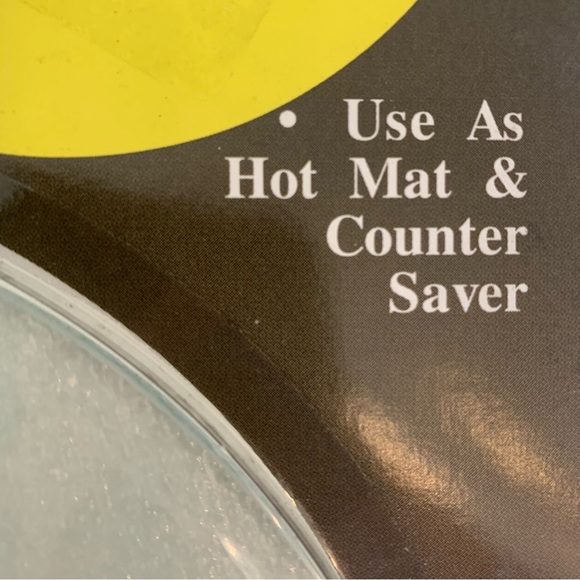 • Use As
Hot Mat &
Counter
Saver